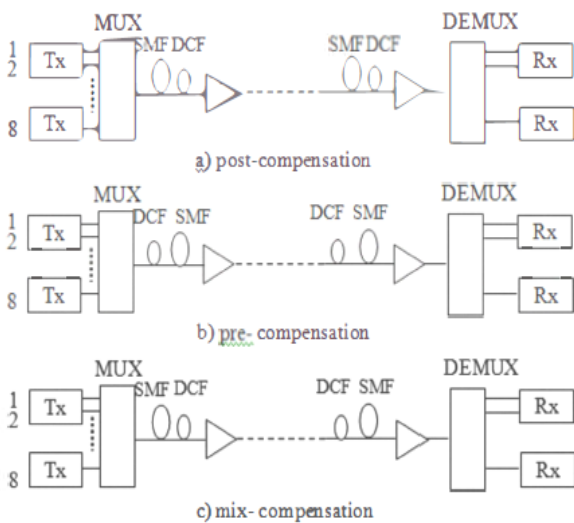 MUX
SMF DCF SMF DCF DEMUX
1
2 Tx Rx
8 Tx Rx
a) post-compensation
MUX DEMUX
DCF SMF DCF SMF
1
2 Tx Rx
8 Tx Rx
b) pre- compensation
MUX DEMUX
SMF DCF DCF SMF
1
2 Tx Rx
8 Tx Rx
c) mix- compensation